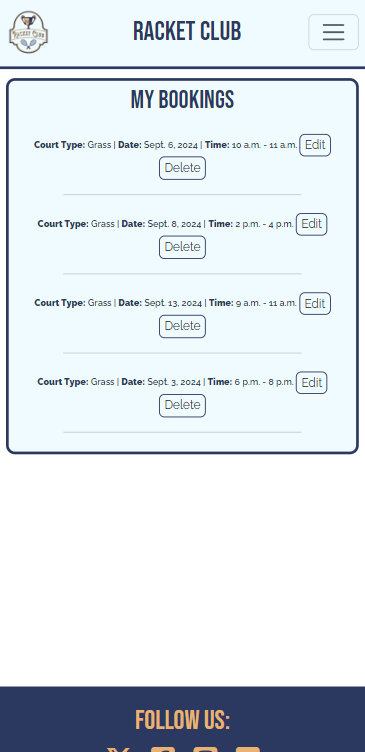 RACKET CLUB
RACKET CLUB
MY BOOKINGS
Court Type: Grass | Date: Sept. 6, 2024 | Time: 10 a.m. - 11 a.m. Edit
Delete
Court Type: Grass | Date: Sept. 8, 2024 | Time: 2 p.m. - 4 p.m. Edit
Delete
Court Type: Grass | Date: Sept. 13, 2024 | Time: 9 a.m. - 11 a.m. Edit
Delete
Court Type: Grass | Date: Sept. 3, 2024 | Time: 6 p.m. - 8 p.m. Edit
Delete
FOLLOW US: